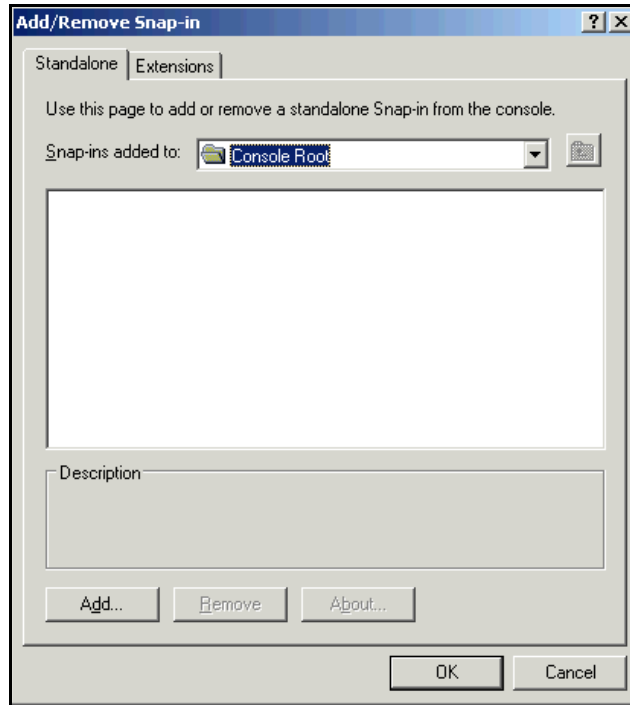 Add/Remove Snap-in
Standalone
Extensions
Use this page to add or remove a standalone Snap-in from the console.
Snap-ins added to:
Console Root
Description
Add...
Remove
About...
OK
Cancel